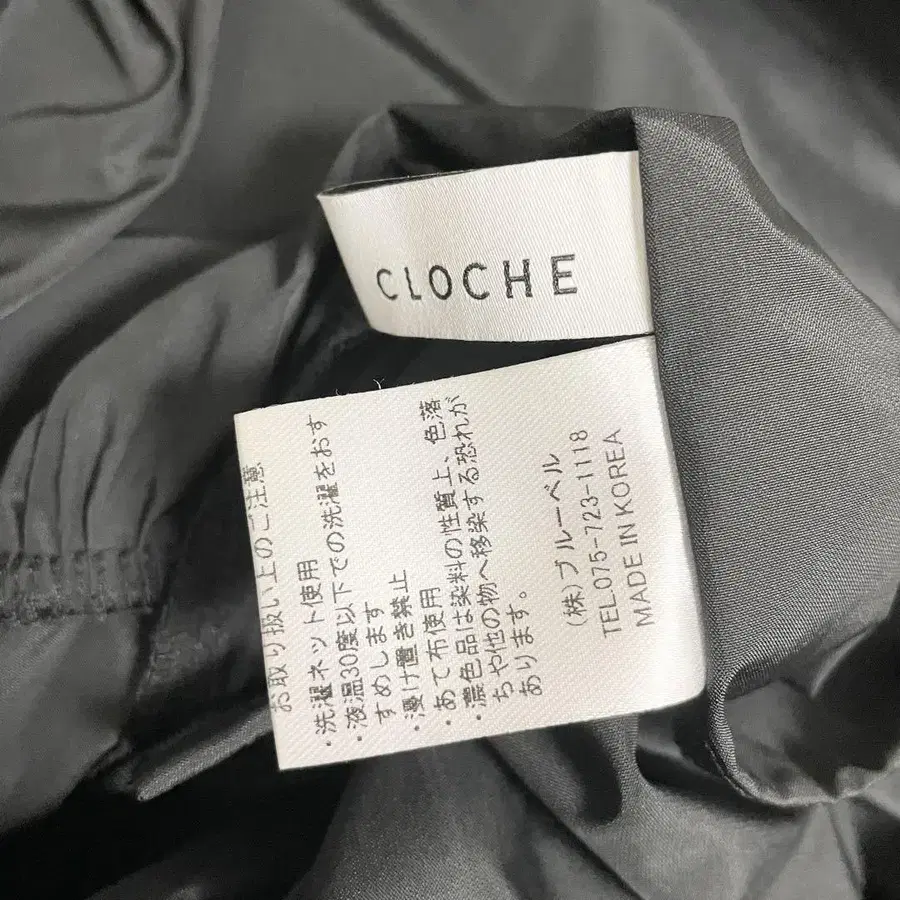 CLOCHE
お取り扱い上のご注意
・洗濯ネット使用
・液温30度以下での洗濯をおす
すめします
・浸け置き禁止
・あて布使用
・濃色品は染料の性質上、色落
ちや他の物へ移染する恐れが
あります。
(株)ブルーベル
TEL075-723-1118
MADE IN KOREA